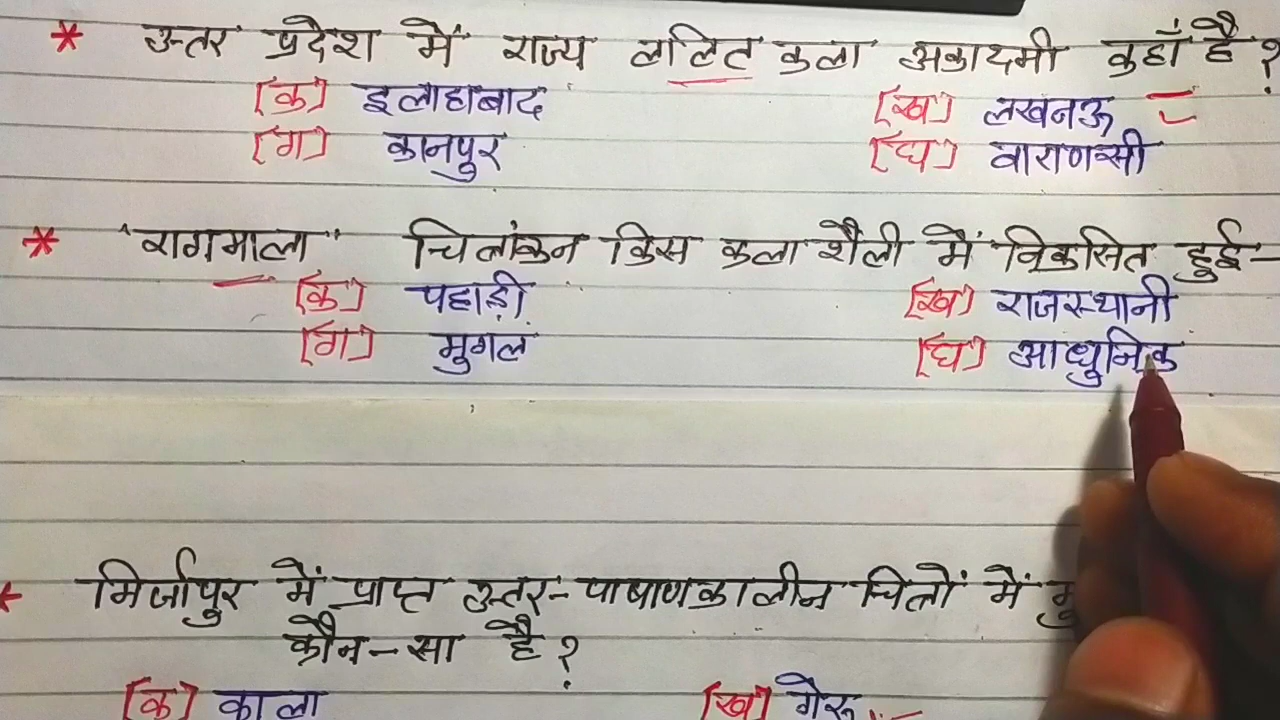 * उत्तर प्रदेश में राज्य ललित कला अकादमी कहाँ है ?
[क] इलाहाबाद [ख] लखनऊ
[ग] कानपुर [घ] वाराणसी
* "रागमाला" चित्रांकन किस कला शैली में विकसित हुई-
[क] पहाड़ी [ख] राजस्थानी
[ग] मुगल [घ] आधुनिक
* मिर्जापुर में प्राप्त उत्तर-पाषाणकालीन चित्रों में
कौन-सा है ?
[क] काला [ख] गेरू